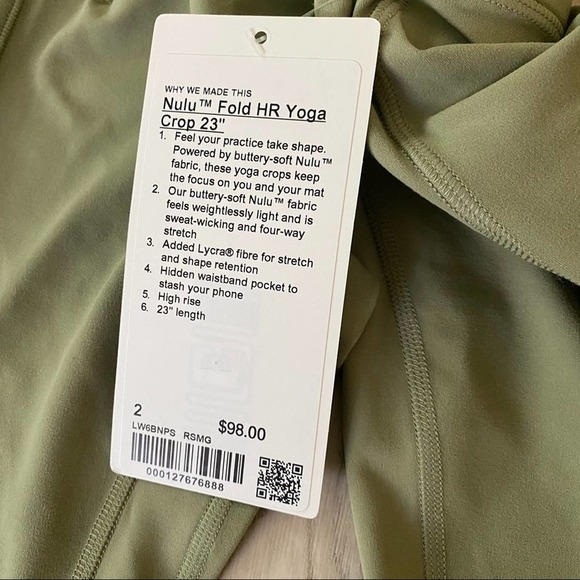 WHY WE MADE THIS
Nulu™ Fold HR Yoga
Crop 23"
1. Feel your practice take shape.
Powered by buttery-soft Nulu™
fabric, these yoga crops keep
the focus on you and your mat
2. Our buttery-soft Nulu™ fabric
feels weightlessly light and is
sweat-wicking and four-way
stretch
3. Added Lycra® fibre for stretch
and shape retention
4. Hidden waistband pocket to
stash your phone
5. High rise
6. 23" length
2
$98.00
LW6BNPS RSMG
000127676888